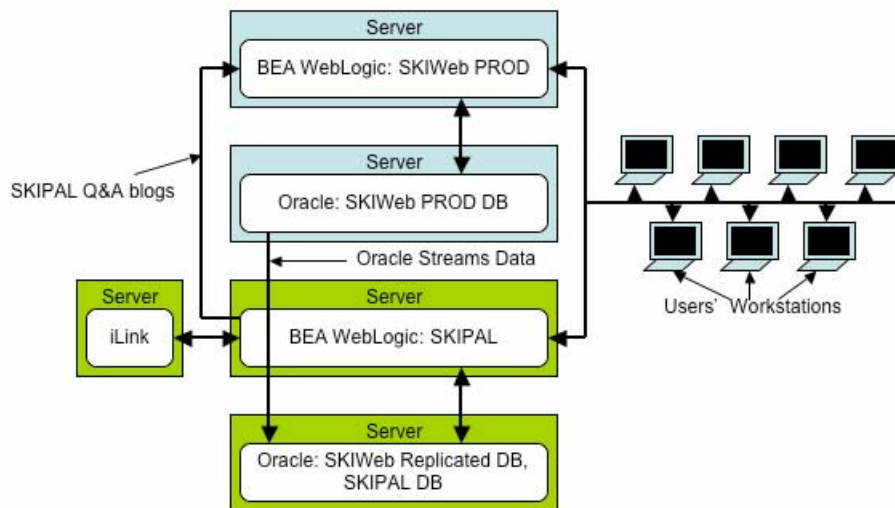 Server
BEA WebLogic: SKIWeb PROD
SKIPAL Q&A blogs
Server
Oracle: SKIWeb PROD DB
Oracle Streams Data
Users' Workstations
Server
iLink
Server
BEA WebLogic: SKIPAL
Server
Oracle: SKIWeb Replicated DB,
SKIPAL DB